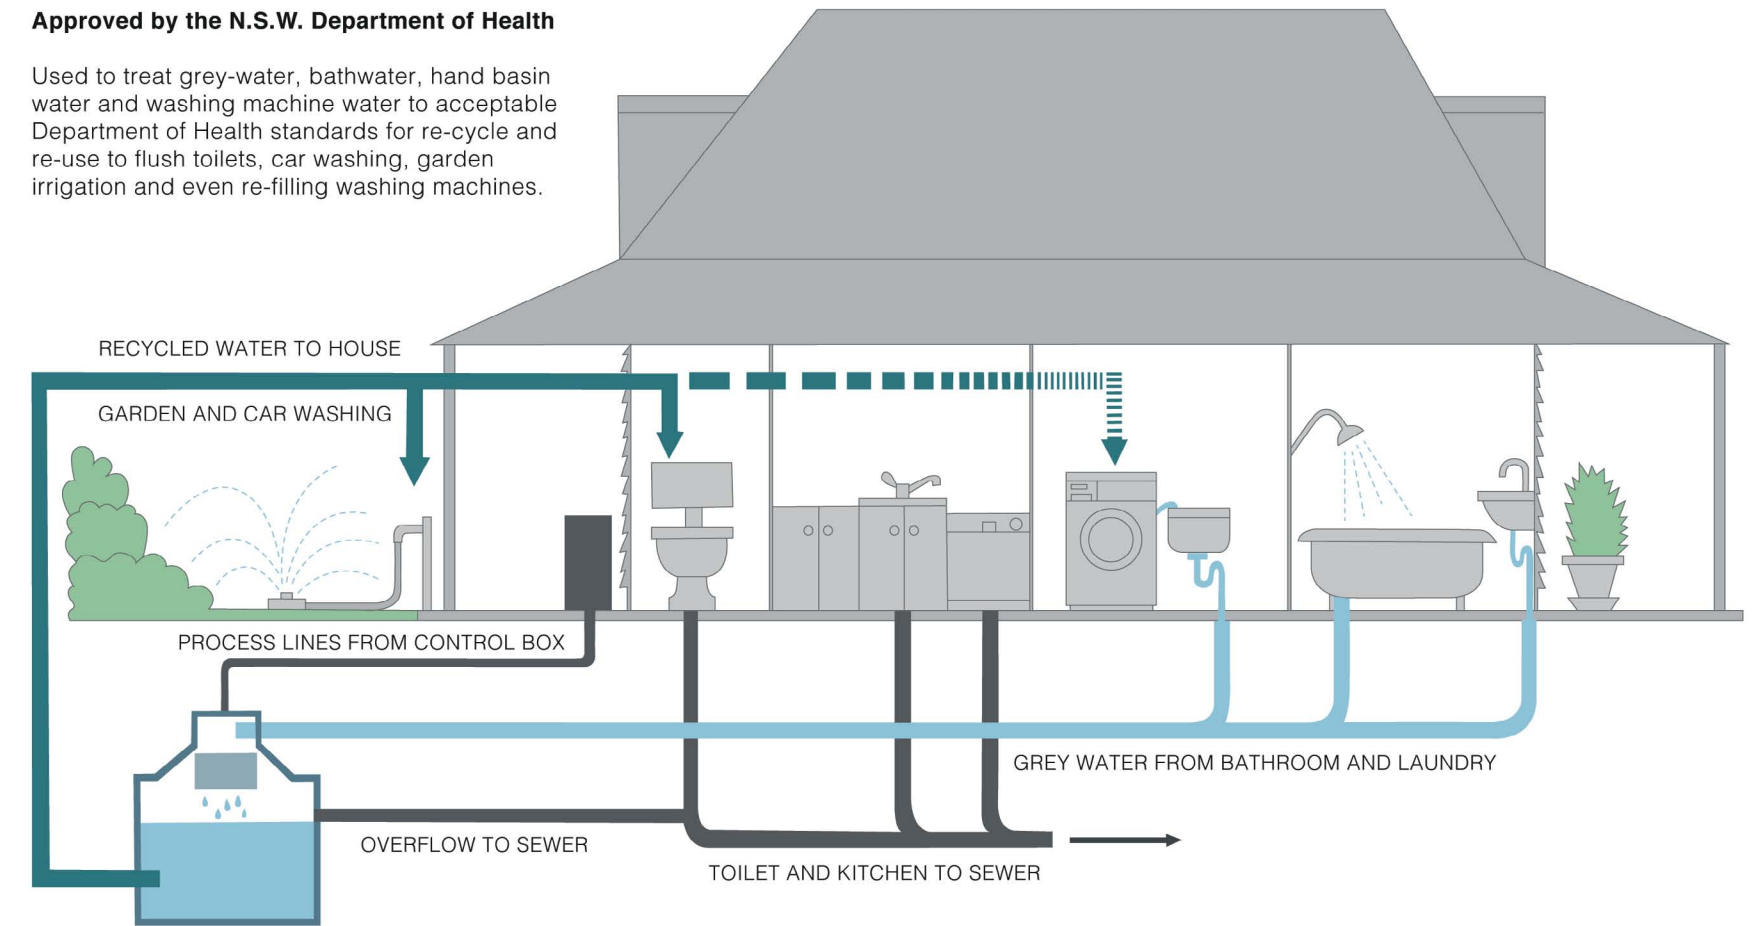 Approved by the N.S.W. Department of Health
Used to treat grey-water, bathwater, hand basin
water and washing machine water to acceptable
Department of Health standards for re-cycle and
re-use to flush toilets, car washing, garden
irrigation and even re-filling washing machines.
RECYCLED WATER TO HOUSE
GARDEN AND CAR WASHING
PROCESS LINES FROM CONTROL BOX
GREY WATER FROM BATHROOM AND LAUNDRY
OVERFLOW TO SEWER
TOILET AND KITCHEN TO SEWER